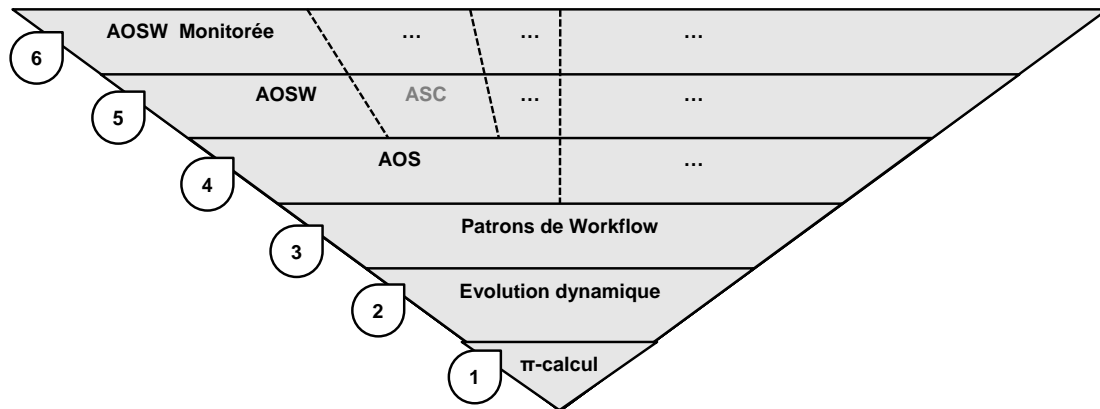 AOSW Monitorée … … …
6
AOSW ASC … …
5
AOS …
4
Patrons de Workflow
3
Evolution dynamique
2
π-calcul
1